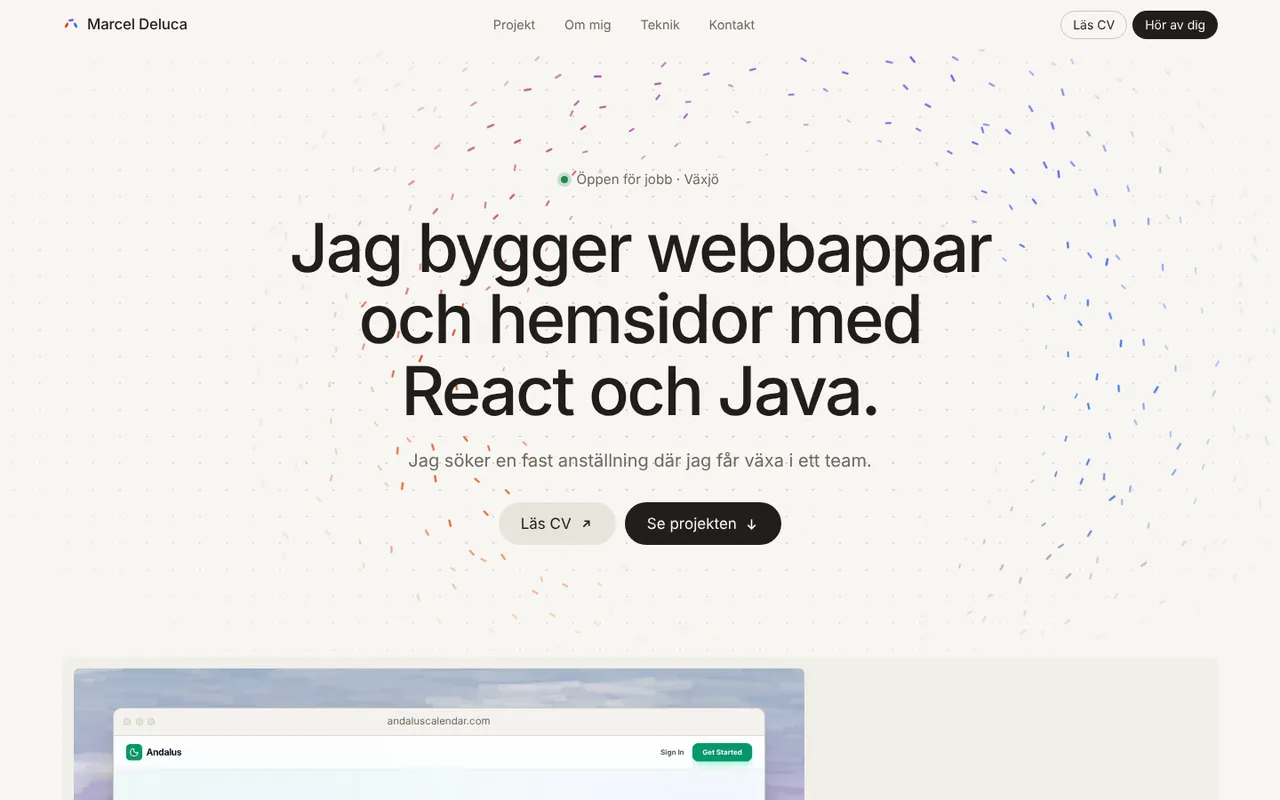 Marcel Deluca
Projekt
Om mig
Teknik
Kontakt
Läs CV
Hör av dig
Öppen för jobb · Växjö
Jag bygger webbappar
och hemsidor med
React och Java.
Jag söker en fast anställning där jag får växa i ett team.
Läs CV ↗
Se projekten ↓
andaluscalendar.com
Andalus
Sign In
Get Started